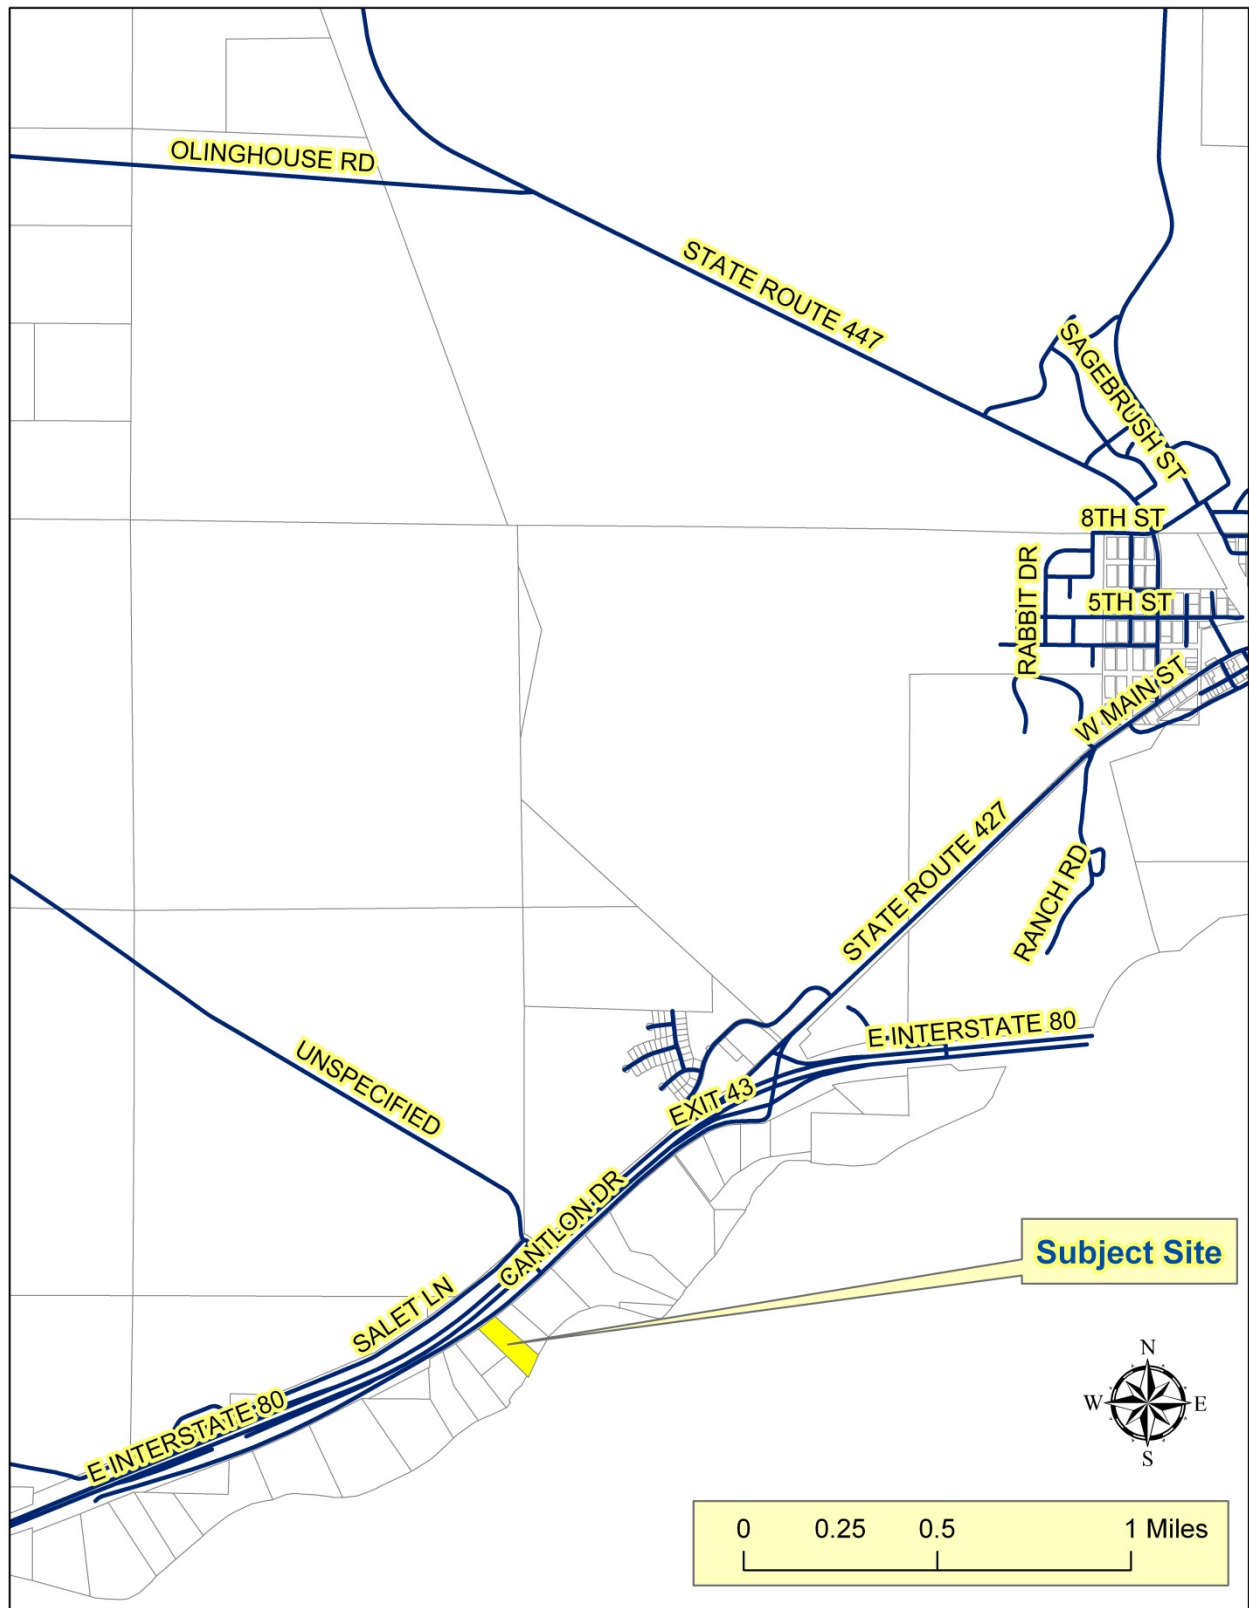 OLINGHOUSE RD
STATE ROUTE 447
SAGEBRUSH ST
8TH ST
RABBIT DR
5TH ST
W MAIN ST
STATE ROUTE 427
RANCH RD
E INTERSTATE 80
UNSPECIFIED
EXIT 43
CANTLON DR
Subject Site
SALET LN
E INTERSTATE 80
N
W E
S
0 0.25 0.5 1 Miles